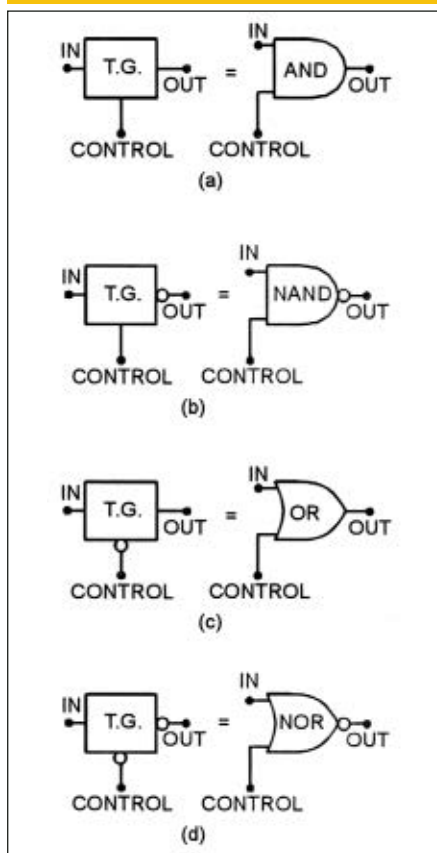 IN T.G. OUT = IN AND OUT
CONTROL CONTROL
(a)
IN T.G. OUT = IN NAND OUT
CONTROL CONTROL
(b)
IN T.G. OUT = IN OR OUT
CONTROL CONTROL
(c)
IN T.G. OUT = IN NOR OUT
CONTROL CONTROL
(d)